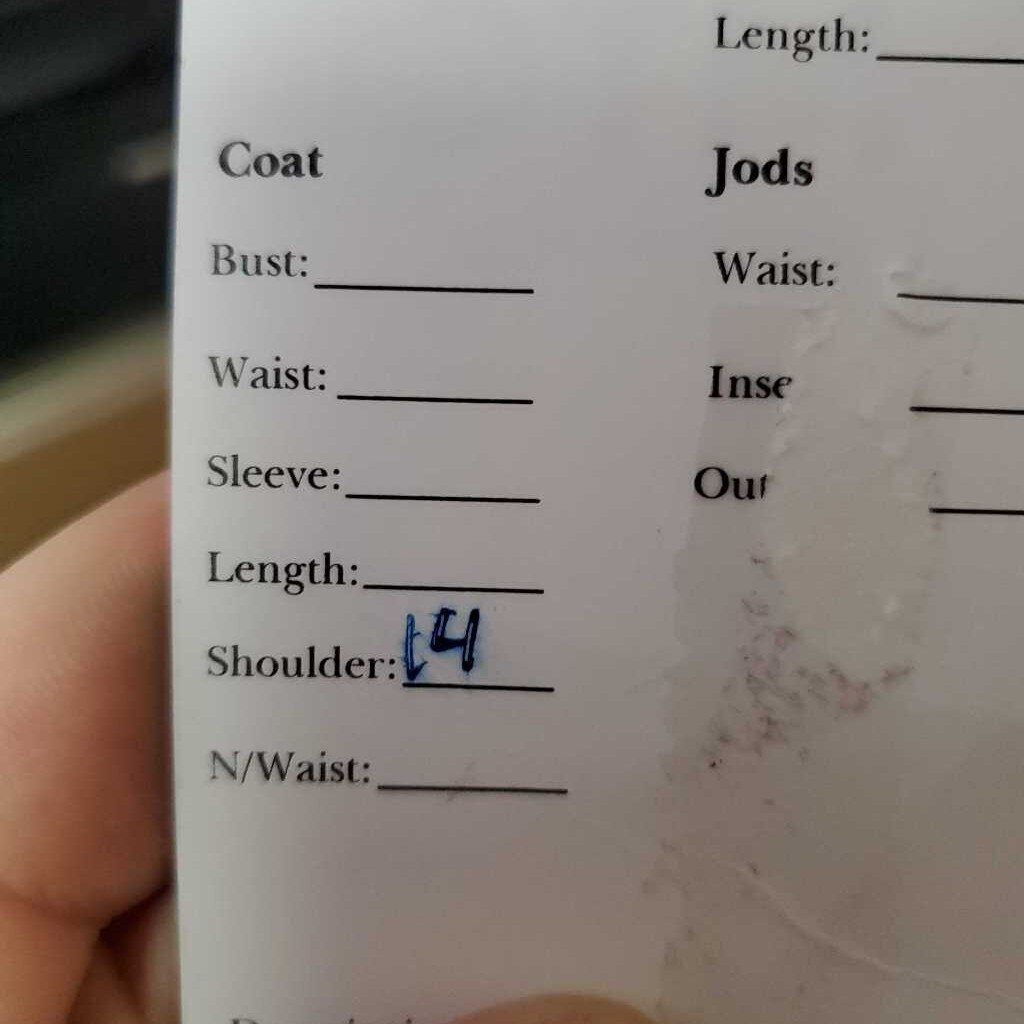 Length:
Coat
Jods
Bust:
Waist:
Waist:
Inse
Sleeve:
Out
Length:
Shoulder: 14
N/Waist: